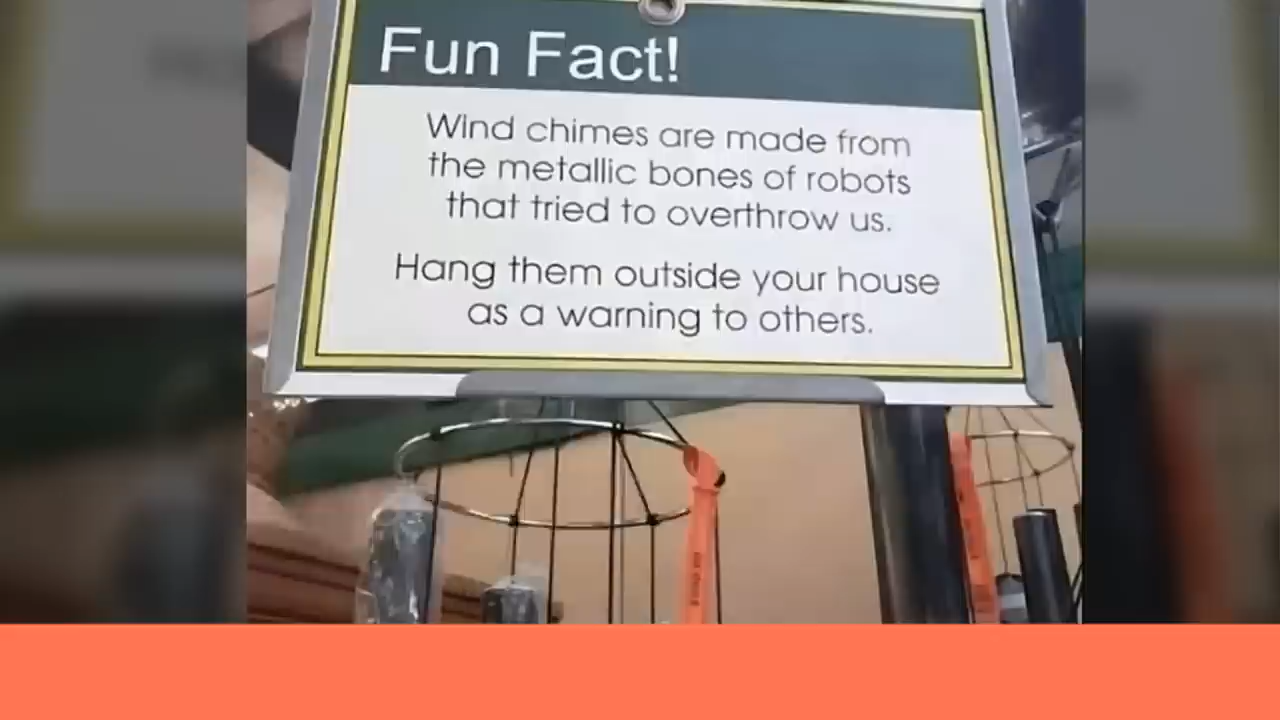 Fun Fact!
Wind chimes are made from
the metallic bones of robots
that tried to overthrow us.
Hang them outside your house
as a warning to others.